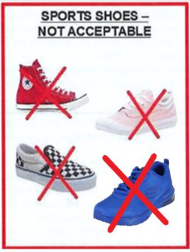 SPORTS SHOES –
NOT ACCEPTABLE